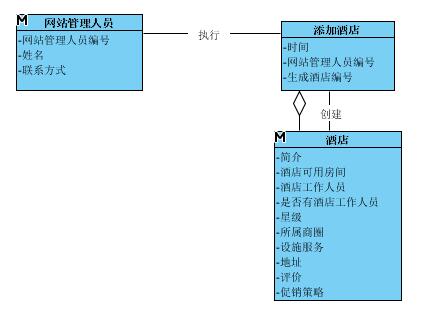 M
网站管理人员
-网站管理人员编号
-姓名
-联系方式
执行
添加酒店
-时间
-网站管理人员编号
-生成酒店编号
创建
M
酒店
-简介
-酒店可用房间
-酒店工作人员
-是否有酒店工作人员
-星级
-所属商圈
-设施服务
-地址
-评价
-促销策略